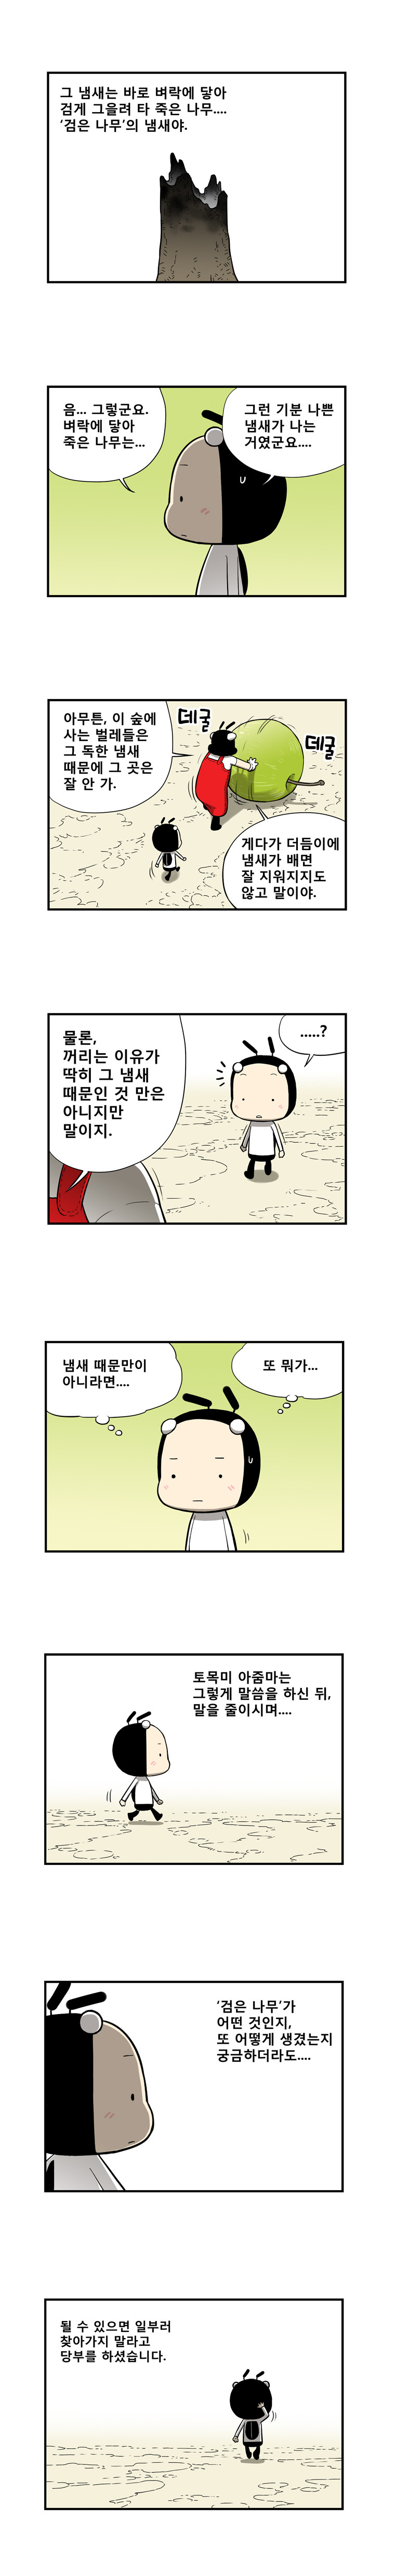 그 냄새는 바로 벼락에 닿아
검게 그을려 타 죽은 나무....
‘검은 나무’의 냄새야.
음... 그렇군요.
벼락에 닿아
죽은 나무는...
그런 기분 나쁜
냄새가 나는
거였군요....
아무튼, 이 숲에
사는 벌레들은
그 독한 냄새
때문에 그 곳은
잘 안 가.
데굴
데굴
게다가 더듬이에
냄새가 배면
잘 지워지지도
않고 말이야.
물론,
꺼리는 이유가
딱히 그 냄새
때문인 것 만은
아니지만
말이지.
.....?
냄새 때문만이
아니라면....
또 뭐가...
토목미 아줌마는
그렇게 말씀을 하신 뒤,
말을 줄이시며....
‘검은 나무’가
어떤 것인지,
또 어떻게 생겼는지
궁금하더라도....
될 수 있으면 일부러
찾아가지 말라고
당부를 하셨습니다.